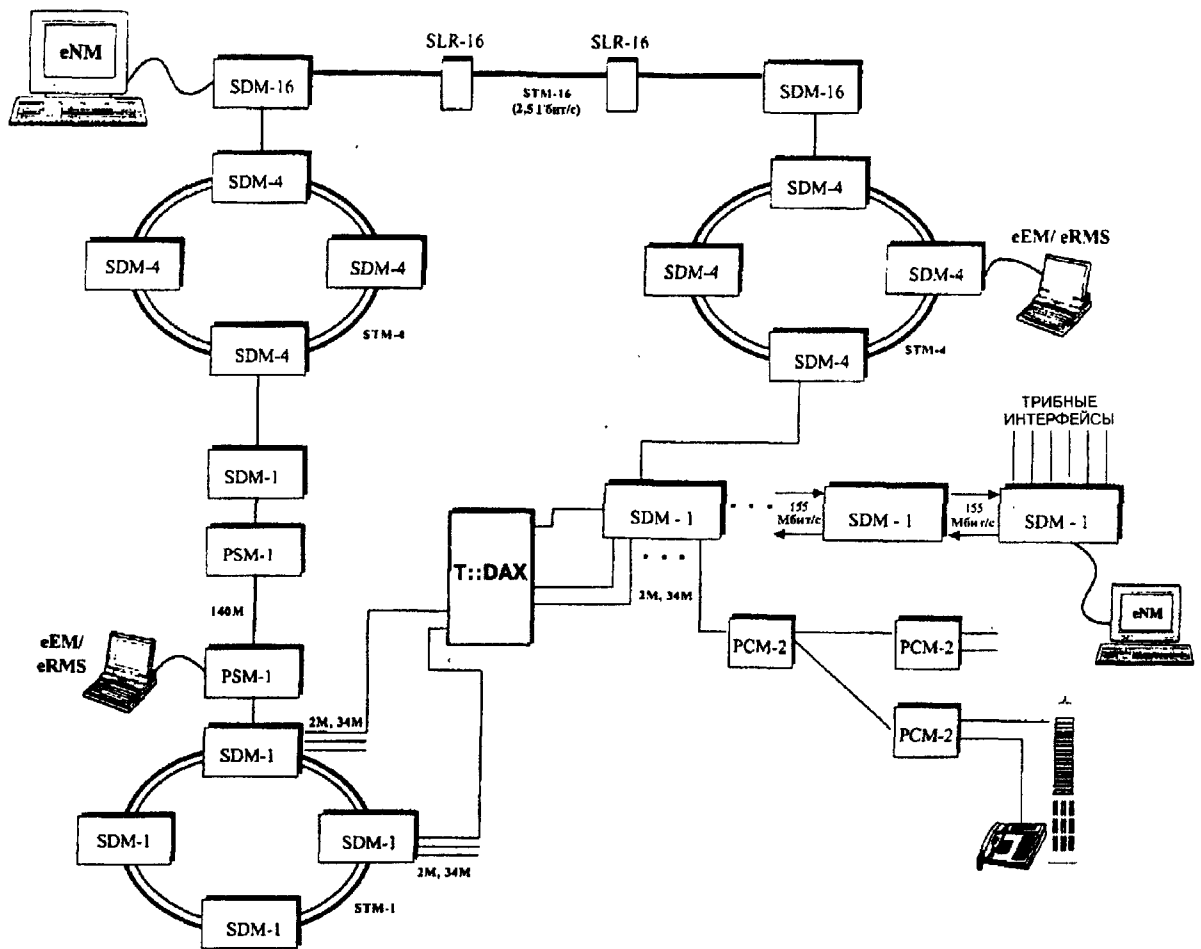 eNM
SDM-16
SLR-16
SLR-16
STM-16
(2,5 Гбит/с)
SDM-16
SDM-4
SDM-4
SDM-4
SDM-4
STM-4
SDM-4
SDM-4
SDM-4
SDM-4
STM-4
eEM/ eRMS
SDM-1
PSM-1
140M
eEM/
eRMS
PSM-1
2M, 34M
SDM-1
SDM-1
SDM-1
2M, 34M
STM-1
SDM-1
T::DAX
SDM - 1
. . .
155
Мбит/с
SDM - 1
155
Мбит/с
ТРИБНЫЕ
ИНТЕРФЕЙСЫ
SDM - 1
. . .
2M, 34M
eNM
PCM-2
PCM-2
PCM-2